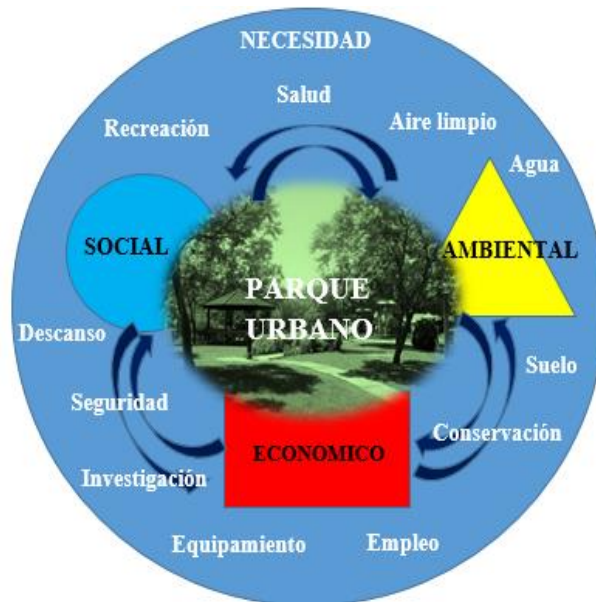 NECESIDAD
Salud
Recreación
Aire limpio
Agua
SOCIAL
AMBIENTAL
PARQUE
URBANO
Descanso
Suelo
Seguridad
Conservación
ECONOMICO
Investigación
Equipamiento
Empleo